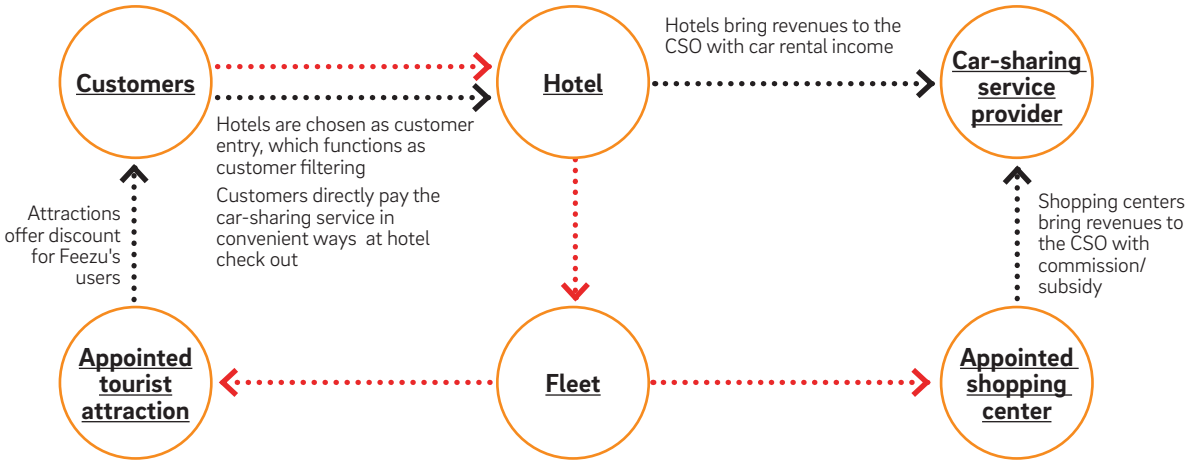 Customers
Hotel
Hotels bring revenues to the
CSO with car rental income
Car-sharing
service
provider
Hotels are chosen as customer
entry, which functions as
customer filtering
Customers directly pay the
car-sharing service in
convenient ways at hotel
check out
Attractions
offer discount
for Feezu's
users
Shopping centers
bring revenues to
the CSO with
commission/
subsidy
Appointed
tourist
attraction
Fleet
Appointed
shopping
center